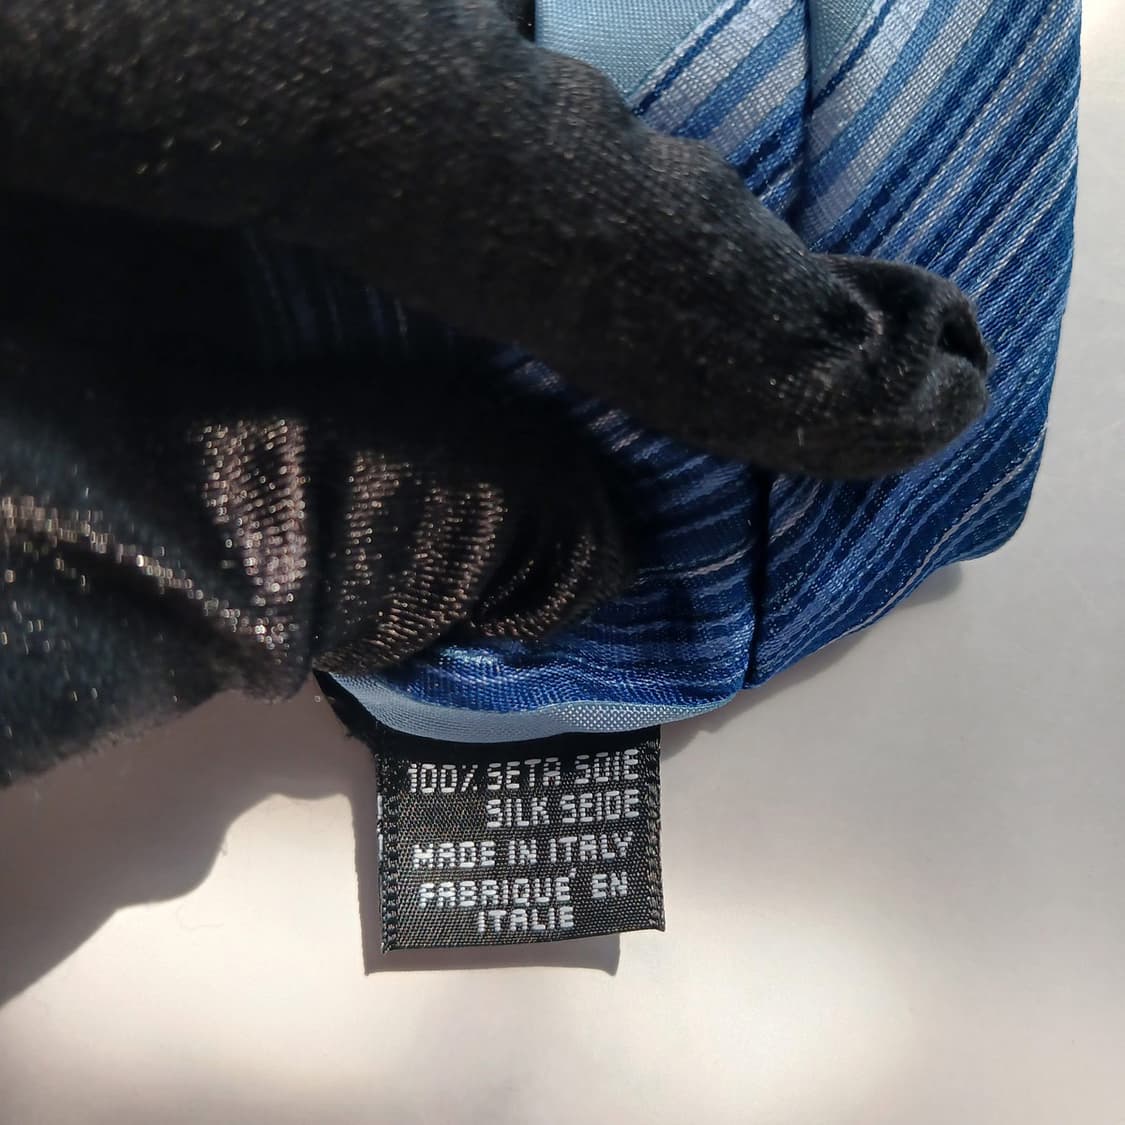 100% SETA SOIE
SILK SEIDE
MADE IN ITALY
FABRIQUÉ EN
ITALIE